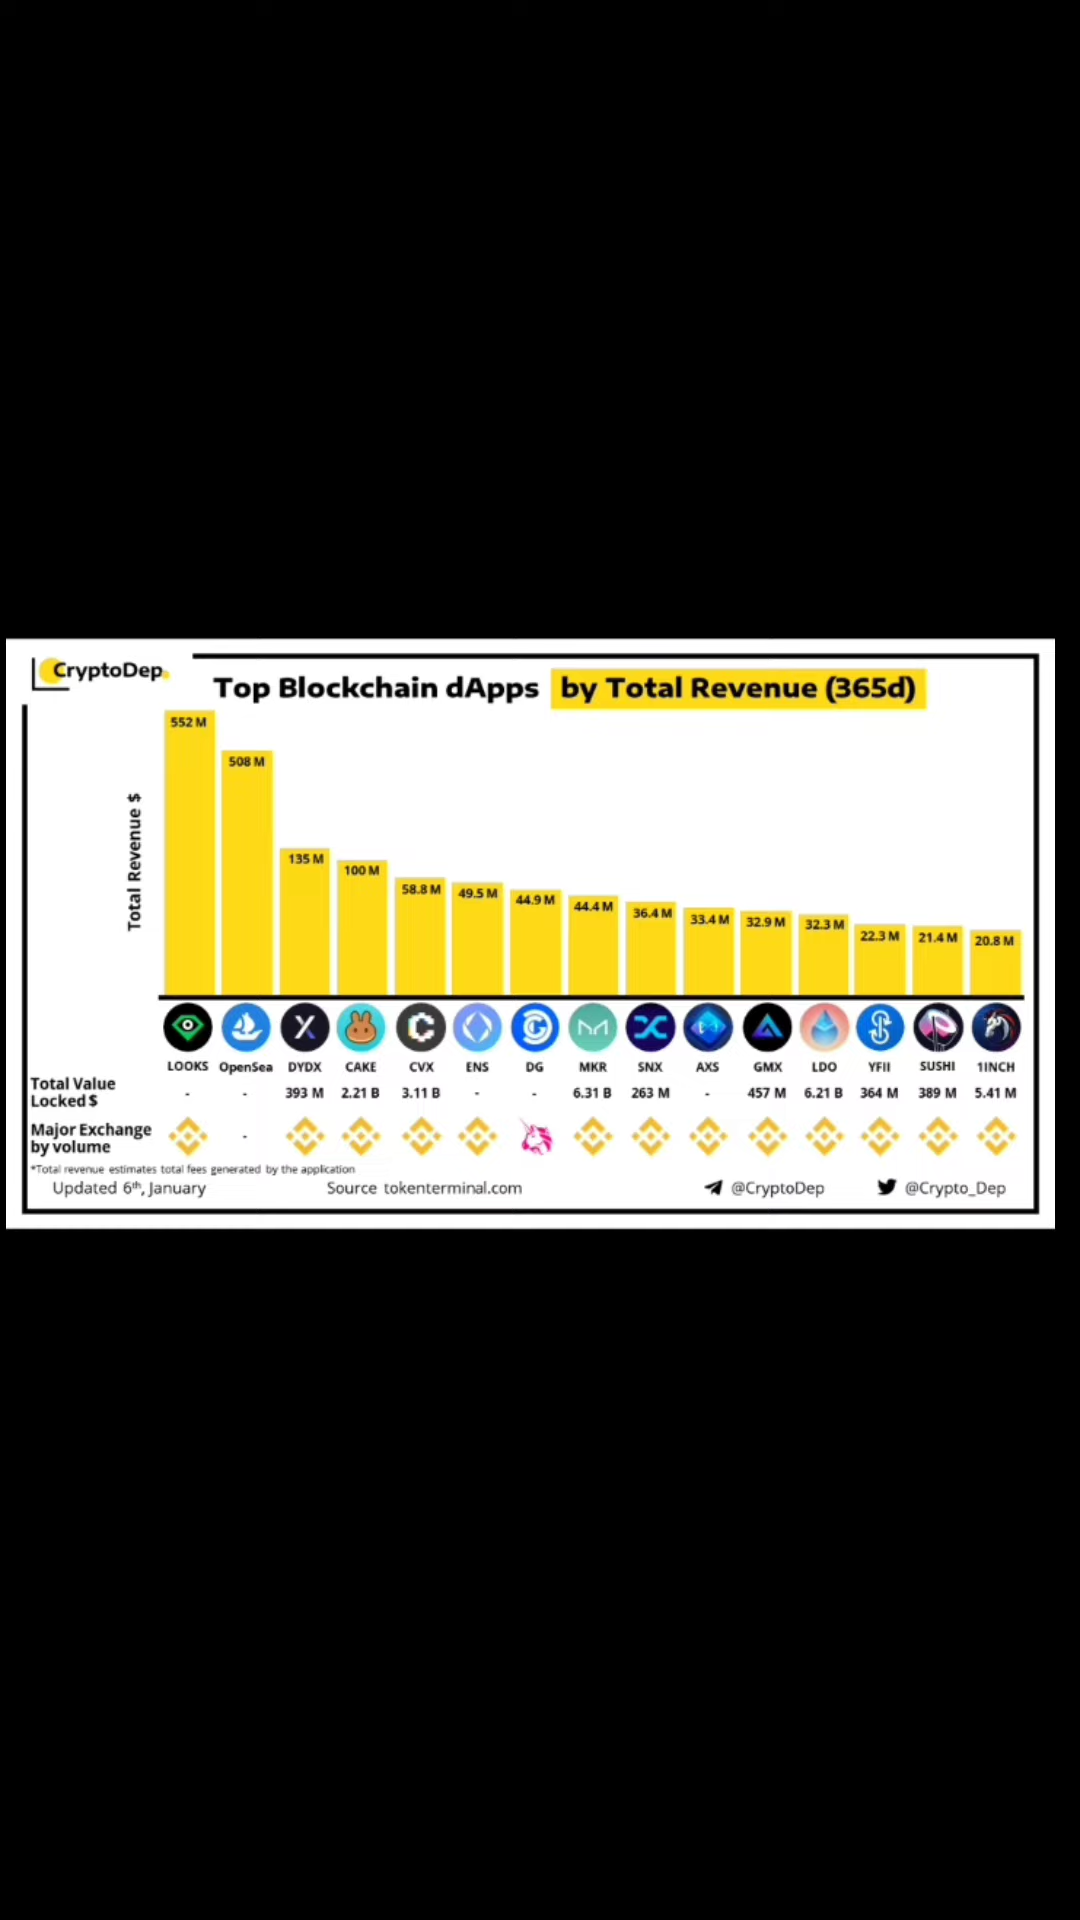 CryptoDep
Top Blockchain dApps by Total Revenue (365d)
Total Revenue $
552 M
508 M
135 M
100 M
58.8 M
49.5 M
44.9 M
44.4 M
36.4 M
33.4 M
32.9 M
32.3 M
22.3 M
21.4 M
20.8 M
LOOKS OpenSea DYDX CAKE CVX ENS DG MKR SNX AXS GMX LDO YFII SUSHI 1INCH
Total Value
Locked $
- - 393 M 2.21 B 3.11 B - - 6.31 B 263 M - 457 M 6.21 B 364 M 389 M 5.41 M
Major Exchange
by volume
-
*Total revenue estimates total fees generated by the application
Updated 6th, January Source tokenterminal.com @CryptoDep @Crypto_Dep